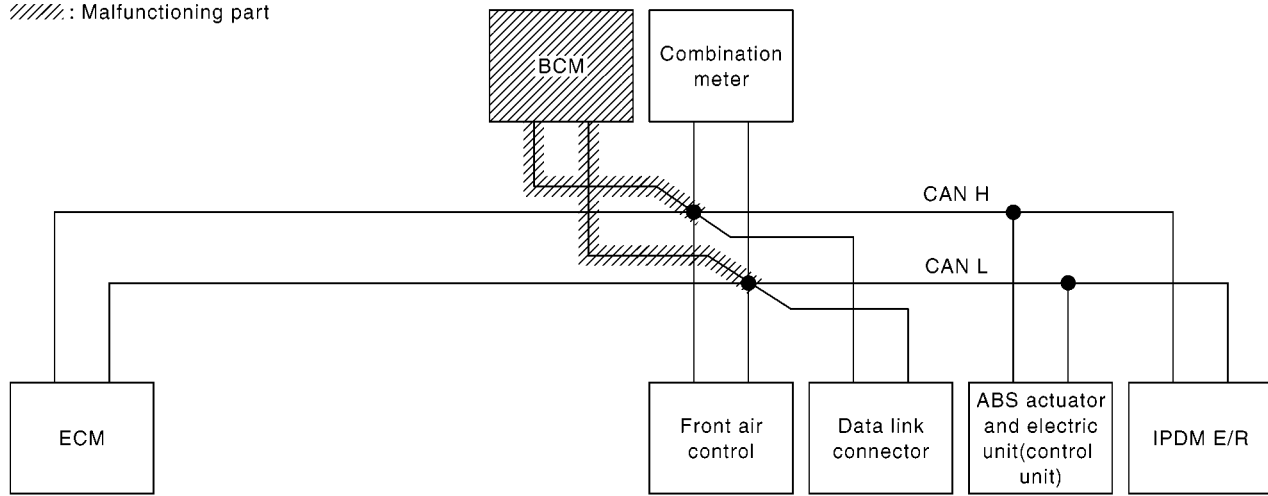 : Malfunctioning part
BCM
Combination
meter
CAN H
CAN L
ECM
Front air
control
Data link
connector
ABS actuator
and electric
unit(control
unit)
IPDM E/R